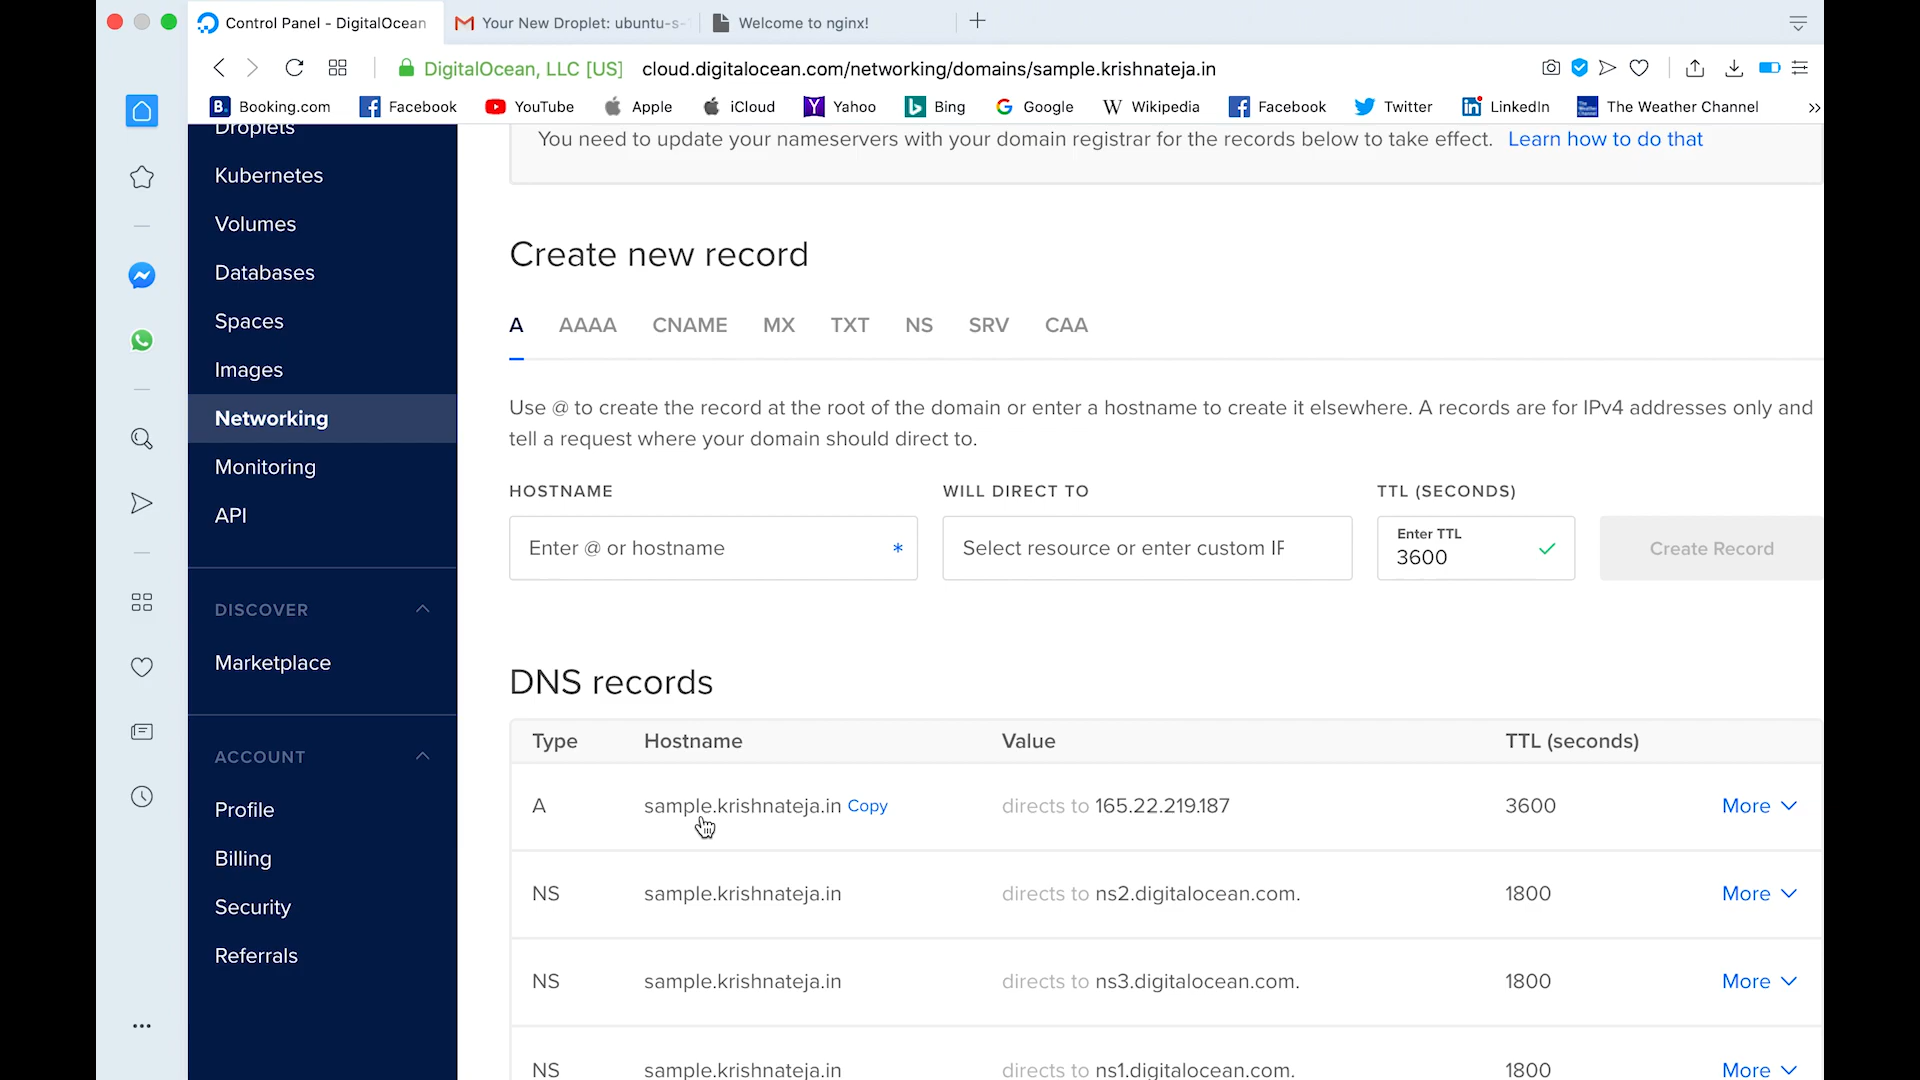 Control Panel - DigitalOcean
Your New Droplet: ubuntu-s-
Welcome to nginx!
DigitalOcean, LLC [US] cloud.digitalocean.com/networking/domains/sample.krishnateja.in
Booking.com Facebook YouTube Apple iCloud Yahoo Bing Google Wikipedia Facebook Twitter LinkedIn The Weather Channel
Droplets
Kubernetes
Volumes
Databases
Spaces
Images
Networking
Monitoring
API
DISCOVER
Marketplace
ACCOUNT
Profile
Billing
Security
Referrals
You need to update your nameservers with your domain registrar for the records below to take effect. Learn how to do that
Create new record
A AAAA CNAME MX TXT NS SRV CAA
Use @ to create the record at the root of the domain or enter a hostname to create it elsewhere. A records are for IPv4 addresses only and
tell a request where your domain should direct to.
HOSTNAME WILL DIRECT TO TTL (SECONDS)
Enter @ or hostname * Select resource or enter custom IP
Enter TTL
3600
Create Record
DNS records
Type Hostname Value TTL (seconds)
A sample.krishnateja.in Copy directs to 165.22.219.187 3600 More
NS sample.krishnateja.in directs to ns2.digitalocean.com. 1800 More
NS sample.krishnateja.in directs to ns3.digitalocean.com. 1800 More
NS sample.krishnateja.in directs to ns1.digitalocean.com. 1800 More